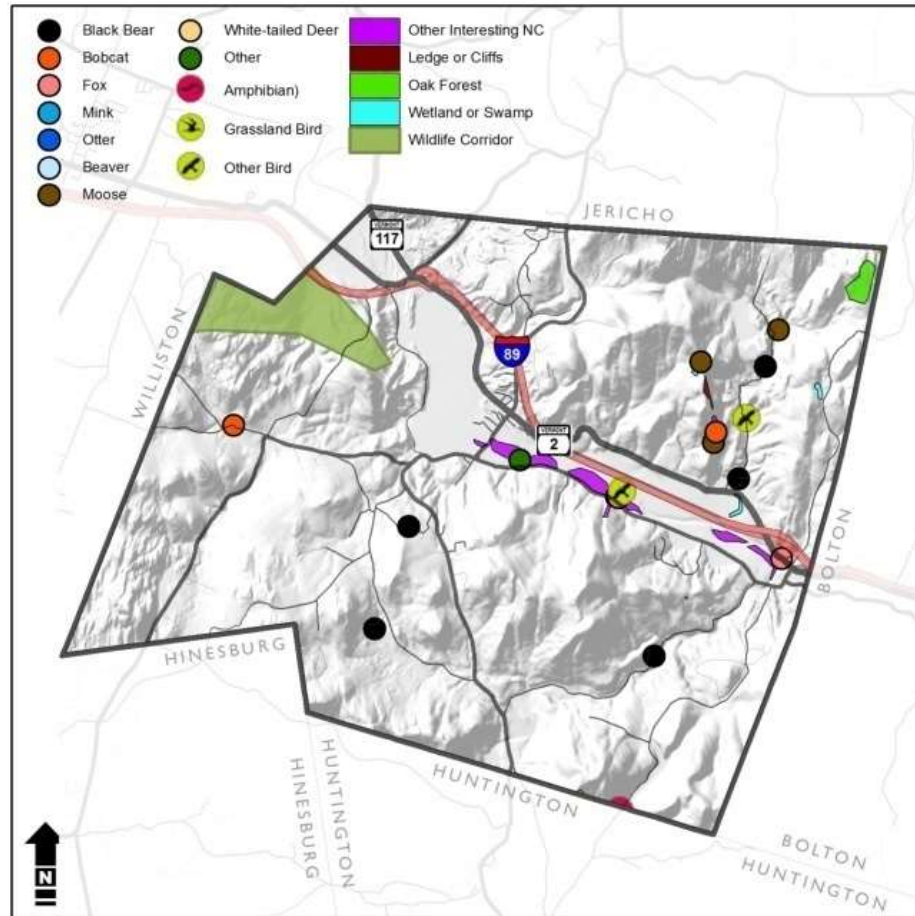 Black Bear
Bobcat
Fox
Mink
Otter
Beaver
Moose
White-tailed Deer
Other
Amphibian)
Grassland Bird
Other Bird
Other Interesting NC
Ledge or Cliffs
Oak Forest
Wetland or Swamp
Wildlife Corridor
JERICHO
VERMONT
117
WILLISTON
89
VERMONT
2
BOLTON
HINESBURG
HUNTINGTON
HINESBURG
HUNTINGTON
BOLTON
HUNTINGTON
N